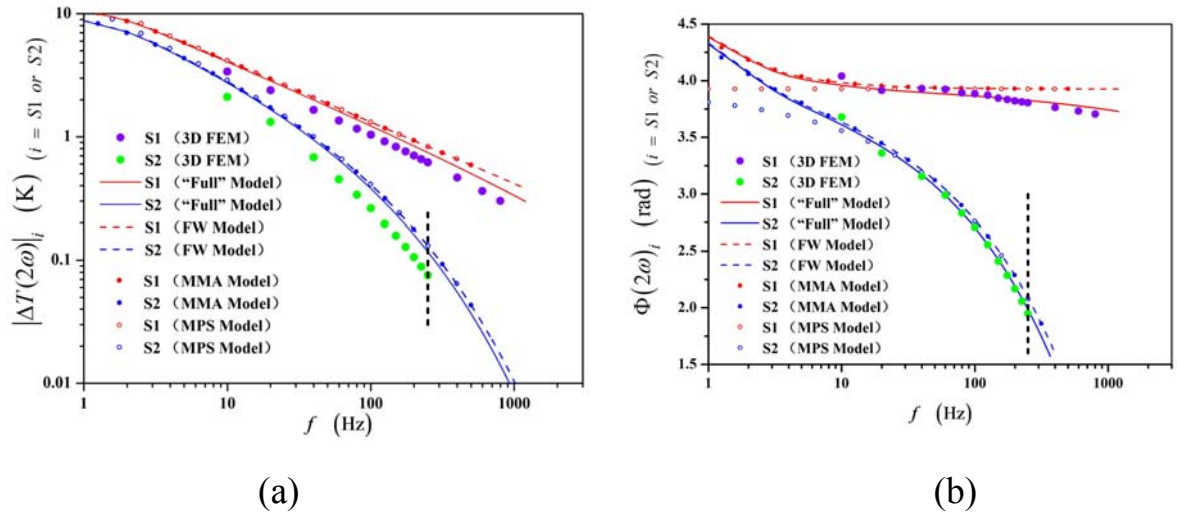 |ΔT(2ω)|ᵢ (K) (i = S1 or S2)
10
1
0.1
0.01
S1 （3D FEM）
S2 （3D FEM）
S1 （“Full” Model）
S2 （“Full” Model）
S1 （FW Model）
S2 （FW Model）
S1 （MMA Model）
S2 （MMA Model）
S1 （MPS Model）
S2 （MPS Model）
1 10 100 1000
f (Hz)
(a)
Φ(2ω)ᵢ (rad) (i = S1 or S2)
4.5
4.0
3.5
3.0
2.5
2.0
1.5
S1 （3D FEM）
S2 （3D FEM）
S1 （“Full” Model）
S2 （“Full” Model）
S1 （FW Model）
S2 （FW Model）
S1 （MMA Model）
S2 （MMA Model）
S1 （MPS Model）
S2 （MPS Model）
1 10 100 1000
f (Hz)
(b)